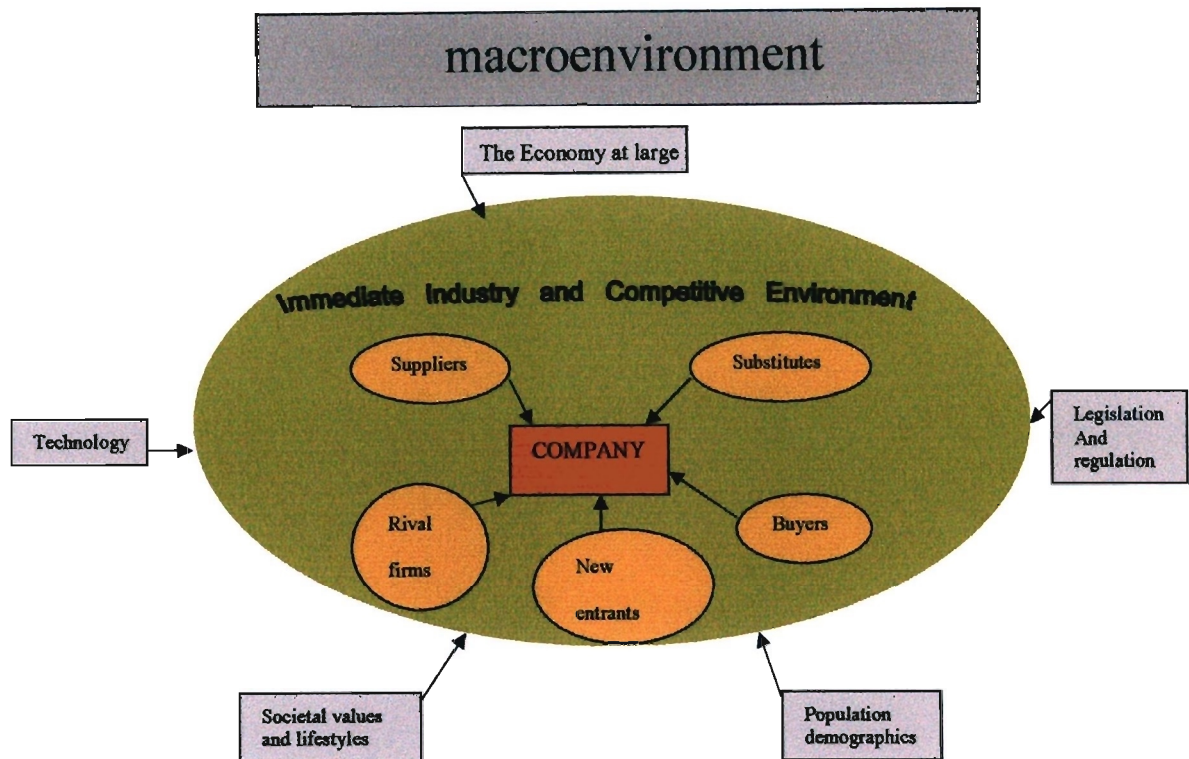 macroenvironment
The Economy at large
Immediate Industry and Competitive Environment
Suppliers
Substitutes
Technology
COMPANY
Legislation
And
regulation
Rival
firms
New
entrants
Buyers
Societal values
and lifestyles
Population
demographics